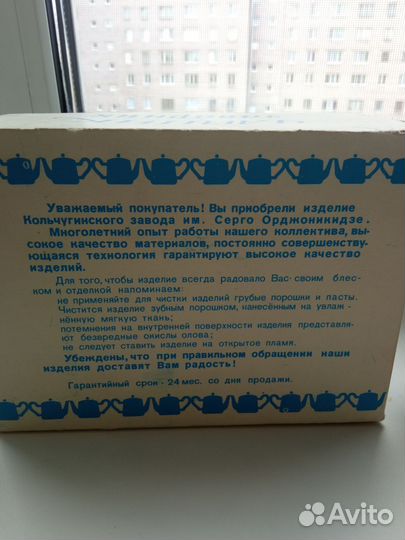 Уважаемый покупатель! Вы приобрели изделие
Кольчугинского завода им. Серго Орджоникидзе.
Многолетний опыт работы нашего коллектива, вы-
сокое качество материалов, постоянно совершенству-
ющаяся технология гарантируют высокое качество
изделий.
Для того, чтобы изделие всегда радовало Вас своим блес-
ком и отделкой напоминаем:
не применяйте для чистки изделий грубые порошки и пасты.
Чистится изделие зубным порошком, нанесённым на увлаж-
нённую мягкую ткань;
потемнения на внутренней поверхности изделия представля-
ют безвредные окислы олова;
не следует ставить изделие на открытое пламя.
Убеждены, что при правильном обращении наши
изделия доставят Вам радость!
Гарантийный срок - 24 мес. со дня продажи.
Avito